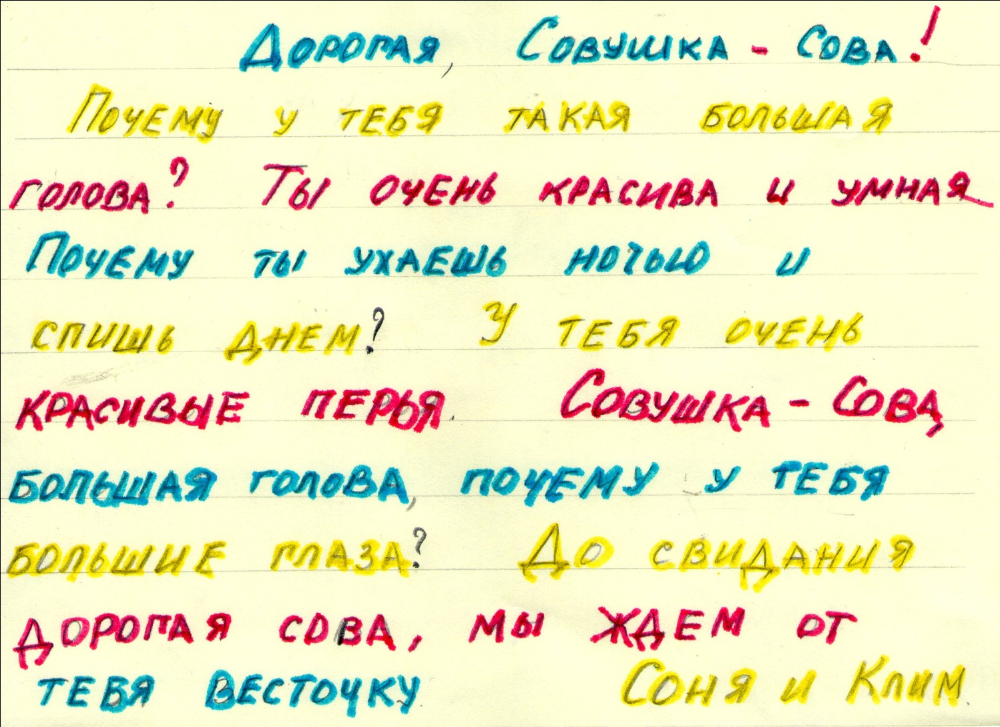 Дорогая, Совушка - Сова!
Почему у тебя такая большая
голова? Ты очень красива и умная
Почему ты ухаешь ночью и
спишь днем? У тебя очень
красивые перья. Совушка - Сова,
большая голова, почему у тебя
большие глаза? До свидания
дорогая сова, мы ждем от
тебя весточку Соня и Клим.